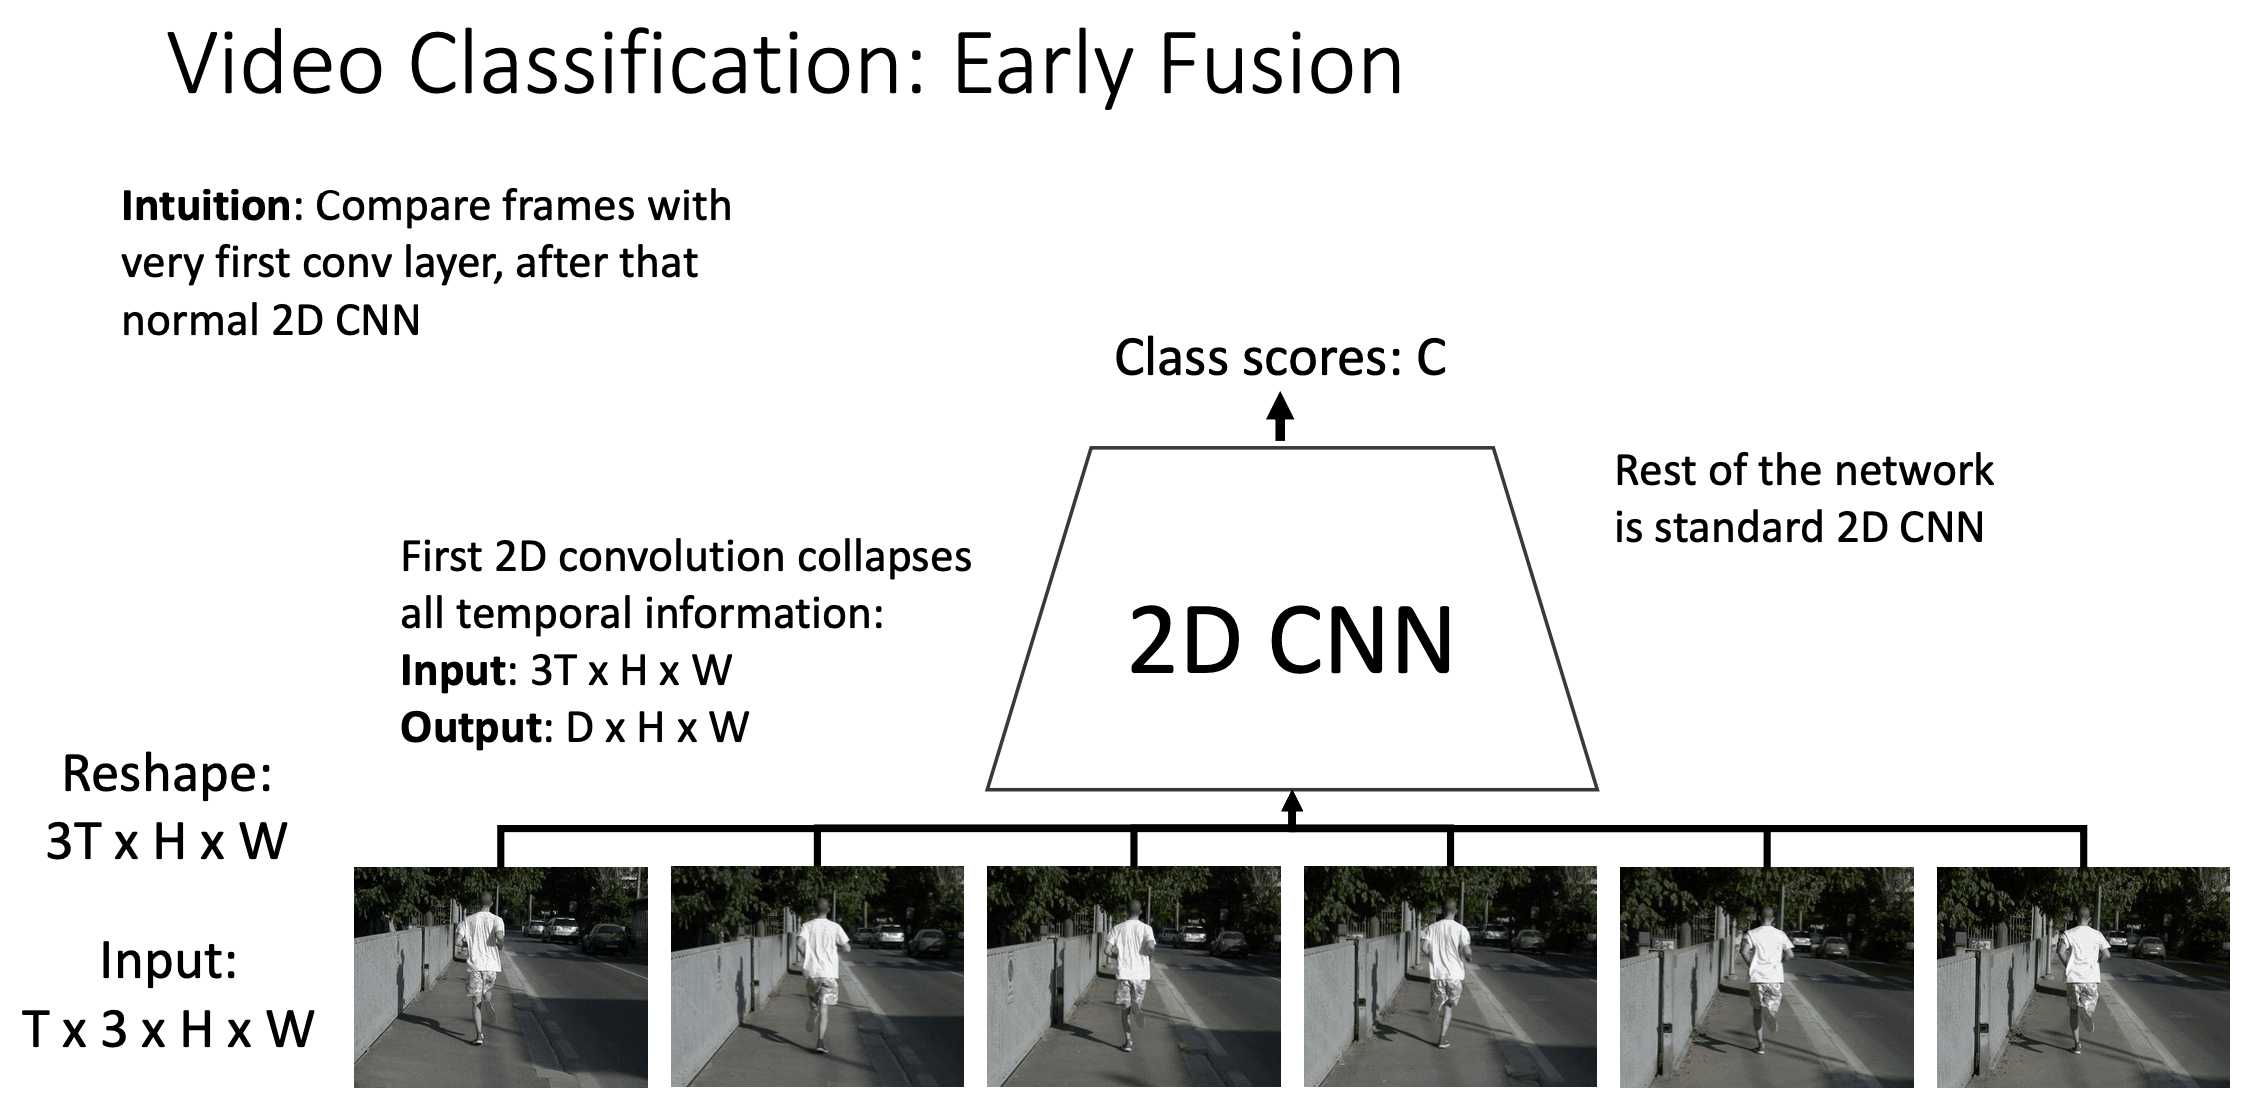 Video Classification: Early Fusion
Intuition: Compare frames with
very first conv layer, after that
normal 2D CNN
Class scores: C
Rest of the network
is standard 2D CNN
First 2D convolution collapses
all temporal information:
Input: 3T x H x W
Output: D x H x W
2D CNN
Reshape:
3T x H x W
Input:
T x 3 x H x W